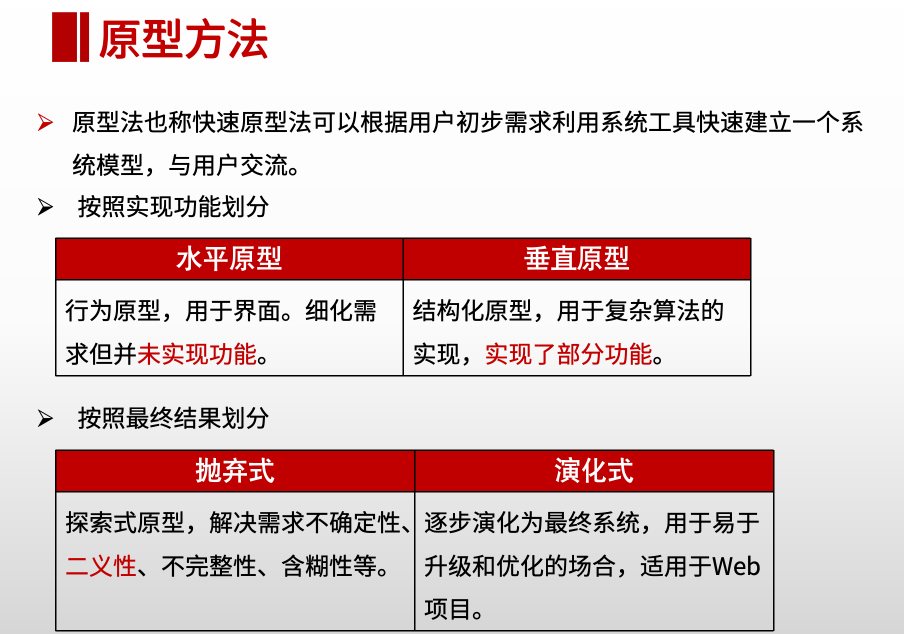 原型方法
原型法也称快速原型法可以根据用户初步需求利用系统工具快速建立一个系
统模型，与用户交流。
按照实现功能划分
水平原型
垂直原型
行为原型，用于界面。细化需
求但并未实现功能。
结构化原型，用于复杂算法的
实现，实现了部分功能。
按照最终结果划分
抛弃式
演化式
探索式原型，解决需求不确定性、
二义性、不完整性、含糊性等。
逐步演化为最终系统，用于易于
升级和优化的场合，适用于Web
项目。